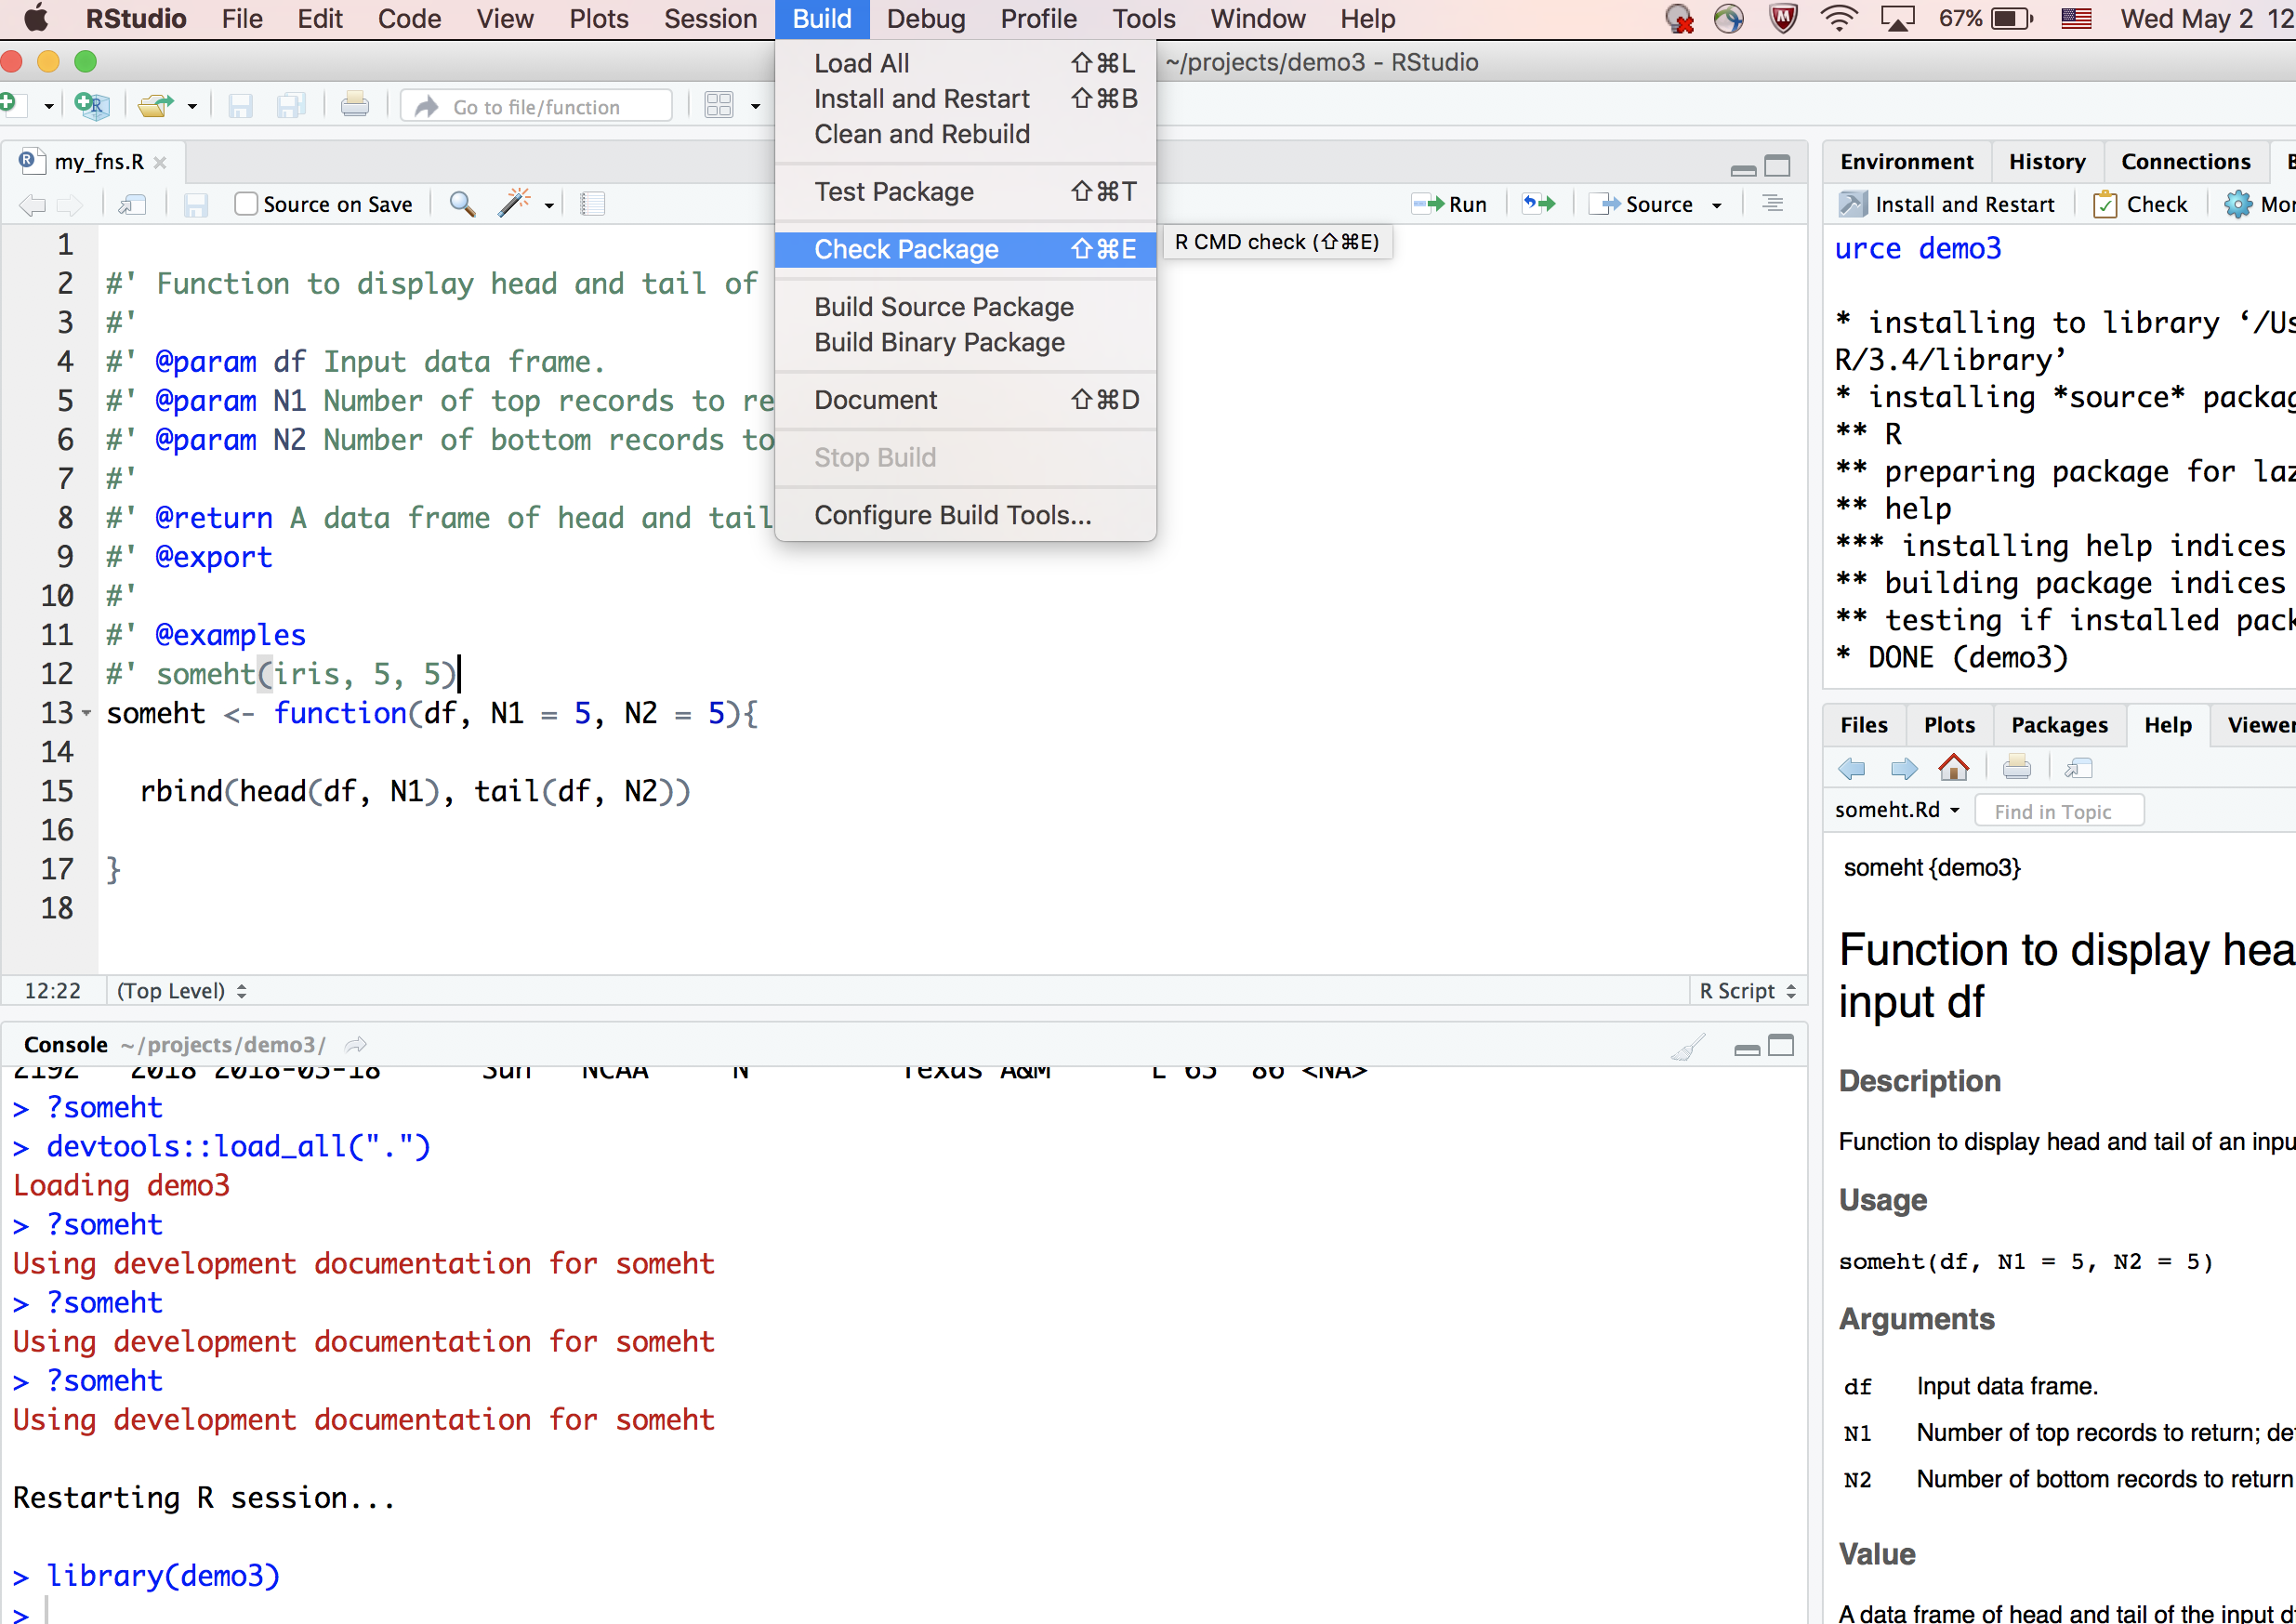 RStudio File Edit Code View Plots Session Build Debug Profile Tools Window Help 67% Wed May 2 12
~/projects/demo3 - RStudio
Go to file/function
Load All ⇧⌘L
Install and Restart ⇧⌘B
Clean and Rebuild
Test Package ⇧⌘T
Check Package ⇧⌘E
R CMD check (⇧⌘E)
Build Source Package
Build Binary Package
Document ⇧⌘D
Stop Build
Configure Build Tools...
my_fns.R
Source on Save Run Source
1
2 #' Function to display head and tail of
3 #'
4 #' @param df Input data frame.
5 #' @param N1 Number of top records to re
6 #' @param N2 Number of bottom records to
7 #'
8 #' @return A data frame of head and tail
9 #' @export
10 #'
11 #' @examples
12 #' someht(iris, 5, 5)
13 someht <- function(df, N1 = 5, N2 = 5){
14
15 rbind(head(df, N1), tail(df, N2))
16
17 }
18
12:22 (Top Level) R Script
Console ~/projects/demo3/
2192 2018 2018-03-18 Sun NCAA N Texas A&M L 65 86 <NA>
> ?someht
> devtools::load_all(".")
Loading demo3
> ?someht
Using development documentation for someht
> ?someht
Using development documentation for someht
> ?someht
Using development documentation for someht
Restarting R session...
> library(demo3)
>
Environment History Connections
Install and Restart Check Mor
urce demo3
* installing to library ‘/Us
R/3.4/library’
* installing *source* packag
** R
** preparing package for laz
** help
*** installing help indices
** building package indices
** testing if installed pack
* DONE (demo3)
Files Plots Packages Help Viewer
someht.Rd Find in Topic
someht {demo3}
Function to display hea
input df
Description
Function to display head and tail of an inpu
Usage
someht(df, N1 = 5, N2 = 5)
Arguments
df Input data frame.
N1 Number of top records to return; de
N2 Number of bottom records to return
Value
A data frame of head and tail of the input d